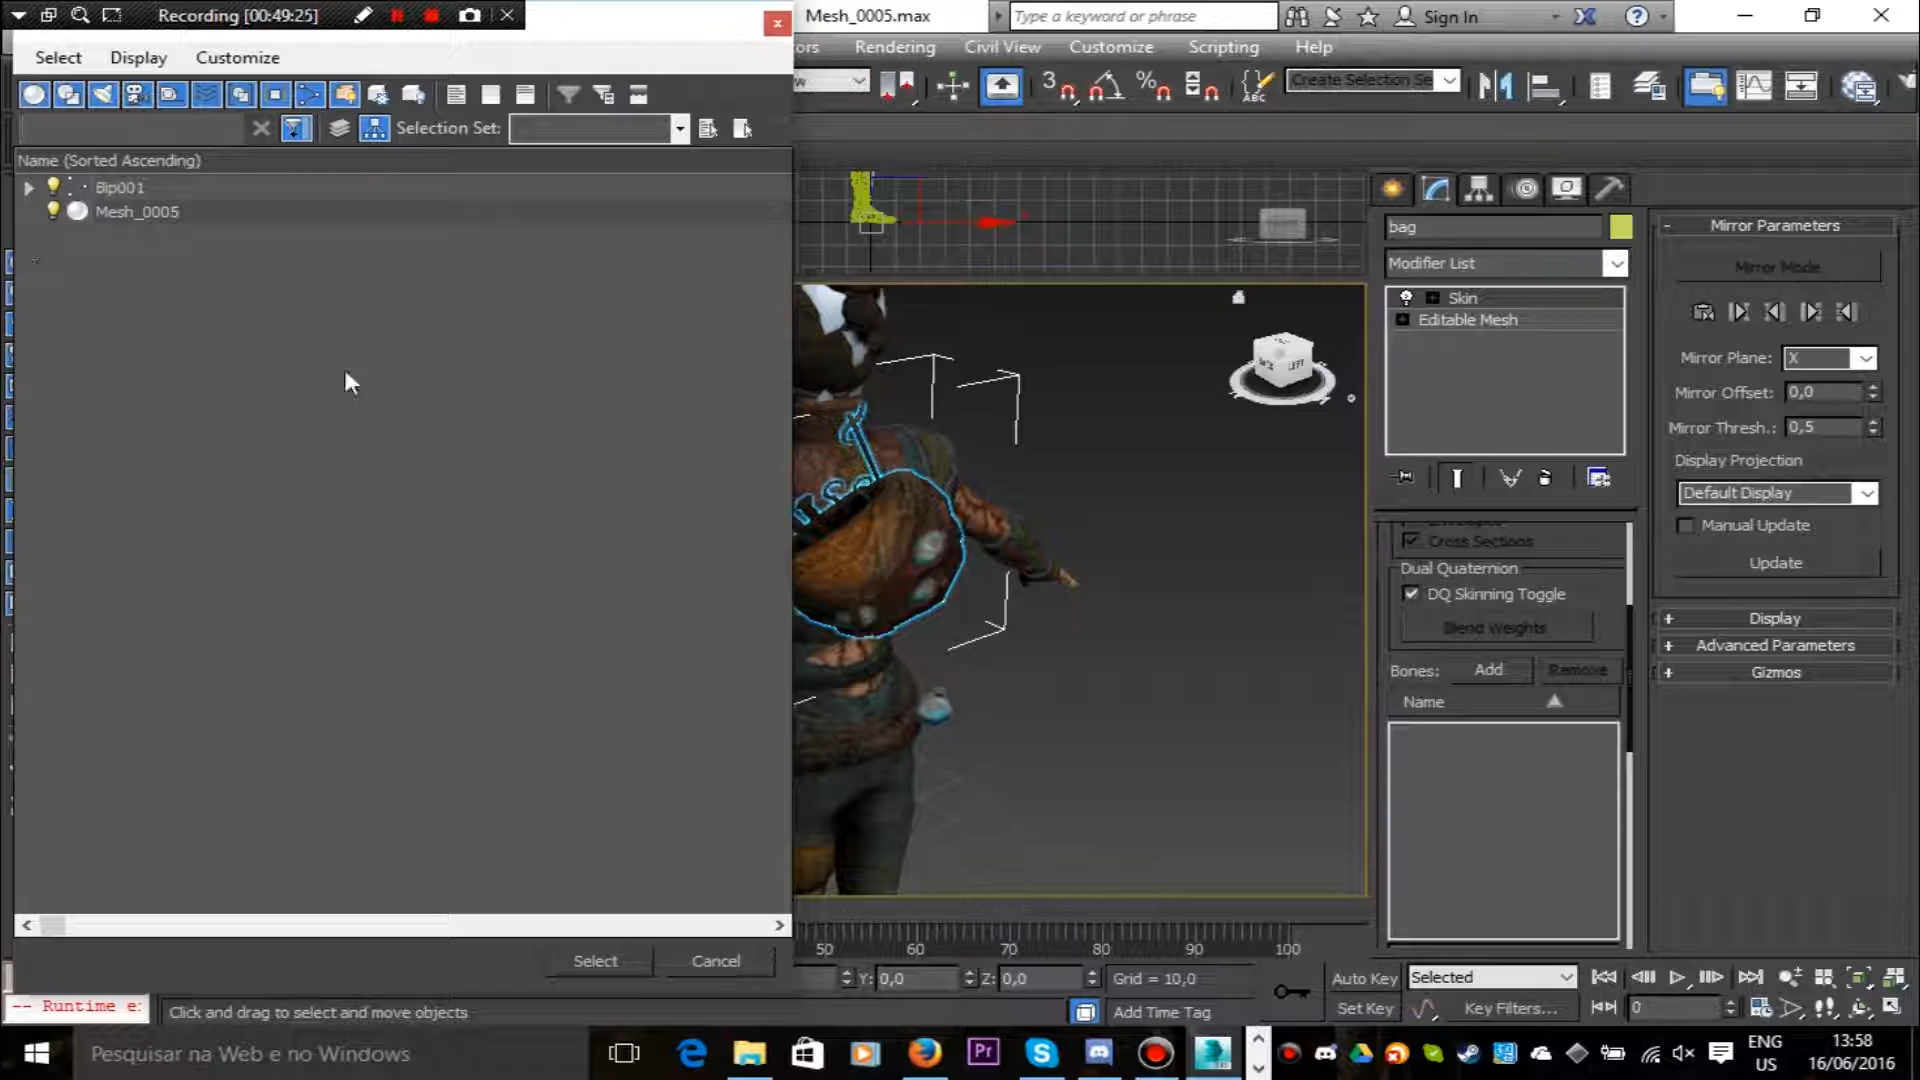 Recording [00:49:25]
Mesh_0005.max
Type a keyword or phrase
Sign In
Select
Display
Customize
Rendering
Civil View
Customize
Scripting
Help
Create Selection Se
Selection Set:
Name (Sorted Ascending)
Bip001
Mesh_0005
bag
Modifier List
Skin
Editable Mesh
Cross Sections
Dual Quaternion
DQ Skinning Toggle
Blend Weights
Bones:
Add
Remove
Name
Mirror Parameters
Mirror Mode
Mirror Plane:
X
Mirror Offset:
0,0
Mirror Thresh.:
0,5
Display Projection
Default Display
Manual Update
Update
Display
Advanced Parameters
Gizmos
LEFT
Select
Cancel
50 60 70 80 90 100
Y: 0,0
Z: 0,0
Grid = 10,0
Auto Key
Selected
-- Runtime e:
Click and drag to select and move objects
Add Time Tag
Set Key
Key Filters...
0
Pesquisar na Web e no Windows
Pr
ENG
US
13:58
16/06/2016